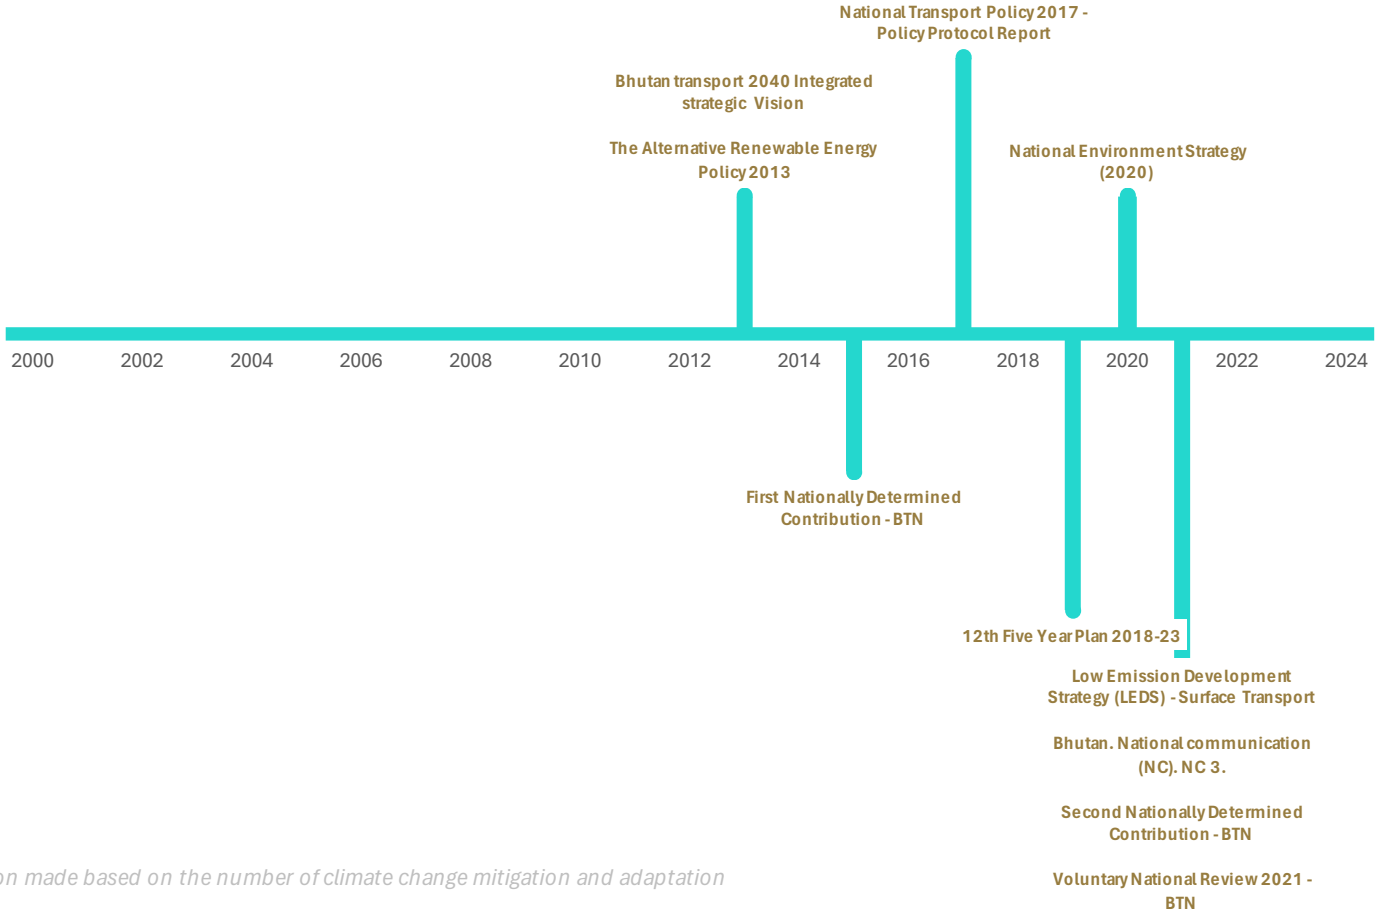 National Transport Policy 2017 -
Policy Protocol Report
Bhutan transport 2040 Integrated
strategic Vision
The Alternative Renewable Energy
Policy 2013
National Environment Strategy
(2020)
2000 2002 2004 2006 2008 2010 2012 2014 2016 2018 2020 2022 2024
First Nationally Determined
Contribution - BTN
12th Five Year Plan 2018-23
Low Emission Development
Strategy (LEDS) - Surface Transport
Bhutan. National communication
(NC). NC 3.
Second Nationally Determined
Contribution - BTN
Voluntary National Review 2021 -
BTN
on made based on the number of climate change mitigation and adaptation